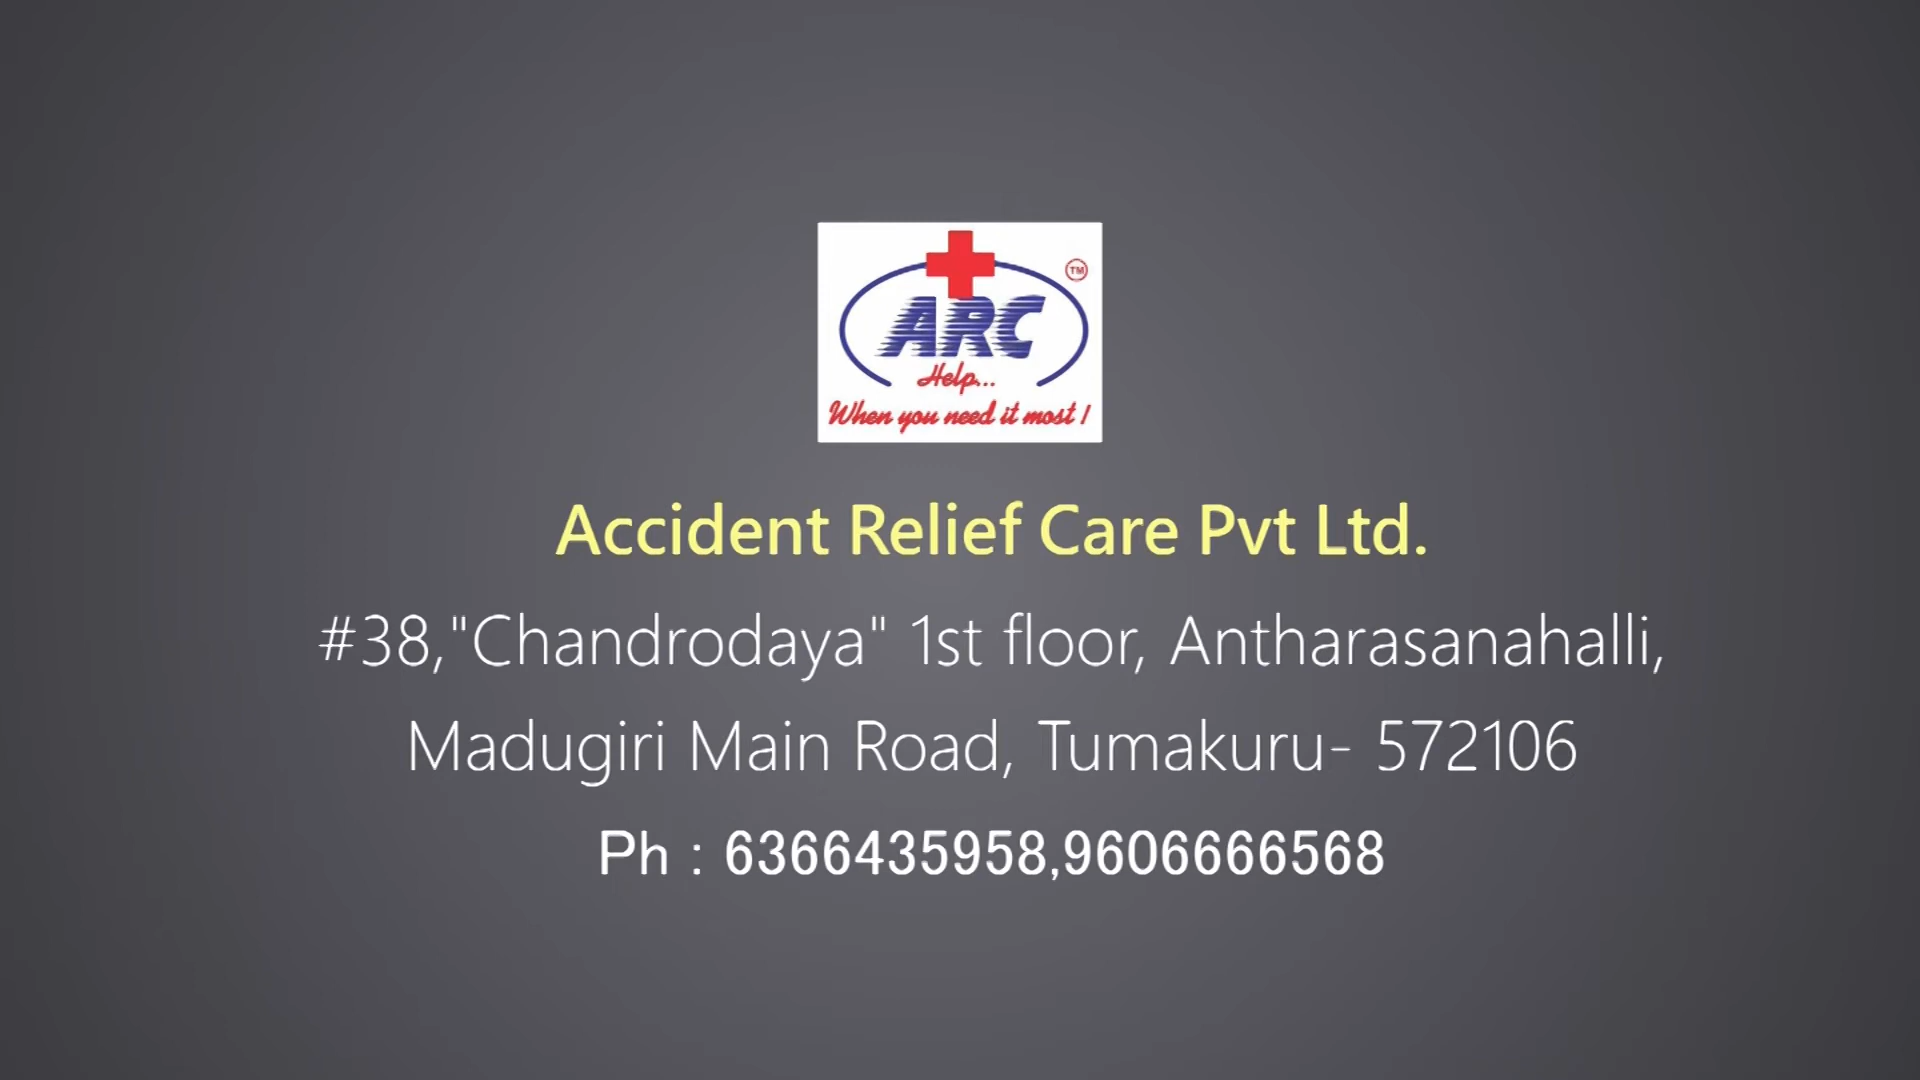 TM
ARC
Help...
When you need it most !
Accident Relief Care Pvt Ltd.
#38,"Chandrodaya" 1st floor, Antharasanahalli,
Madugiri Main Road, Tumakuru- 572106
Ph : 6366435958,9606666568